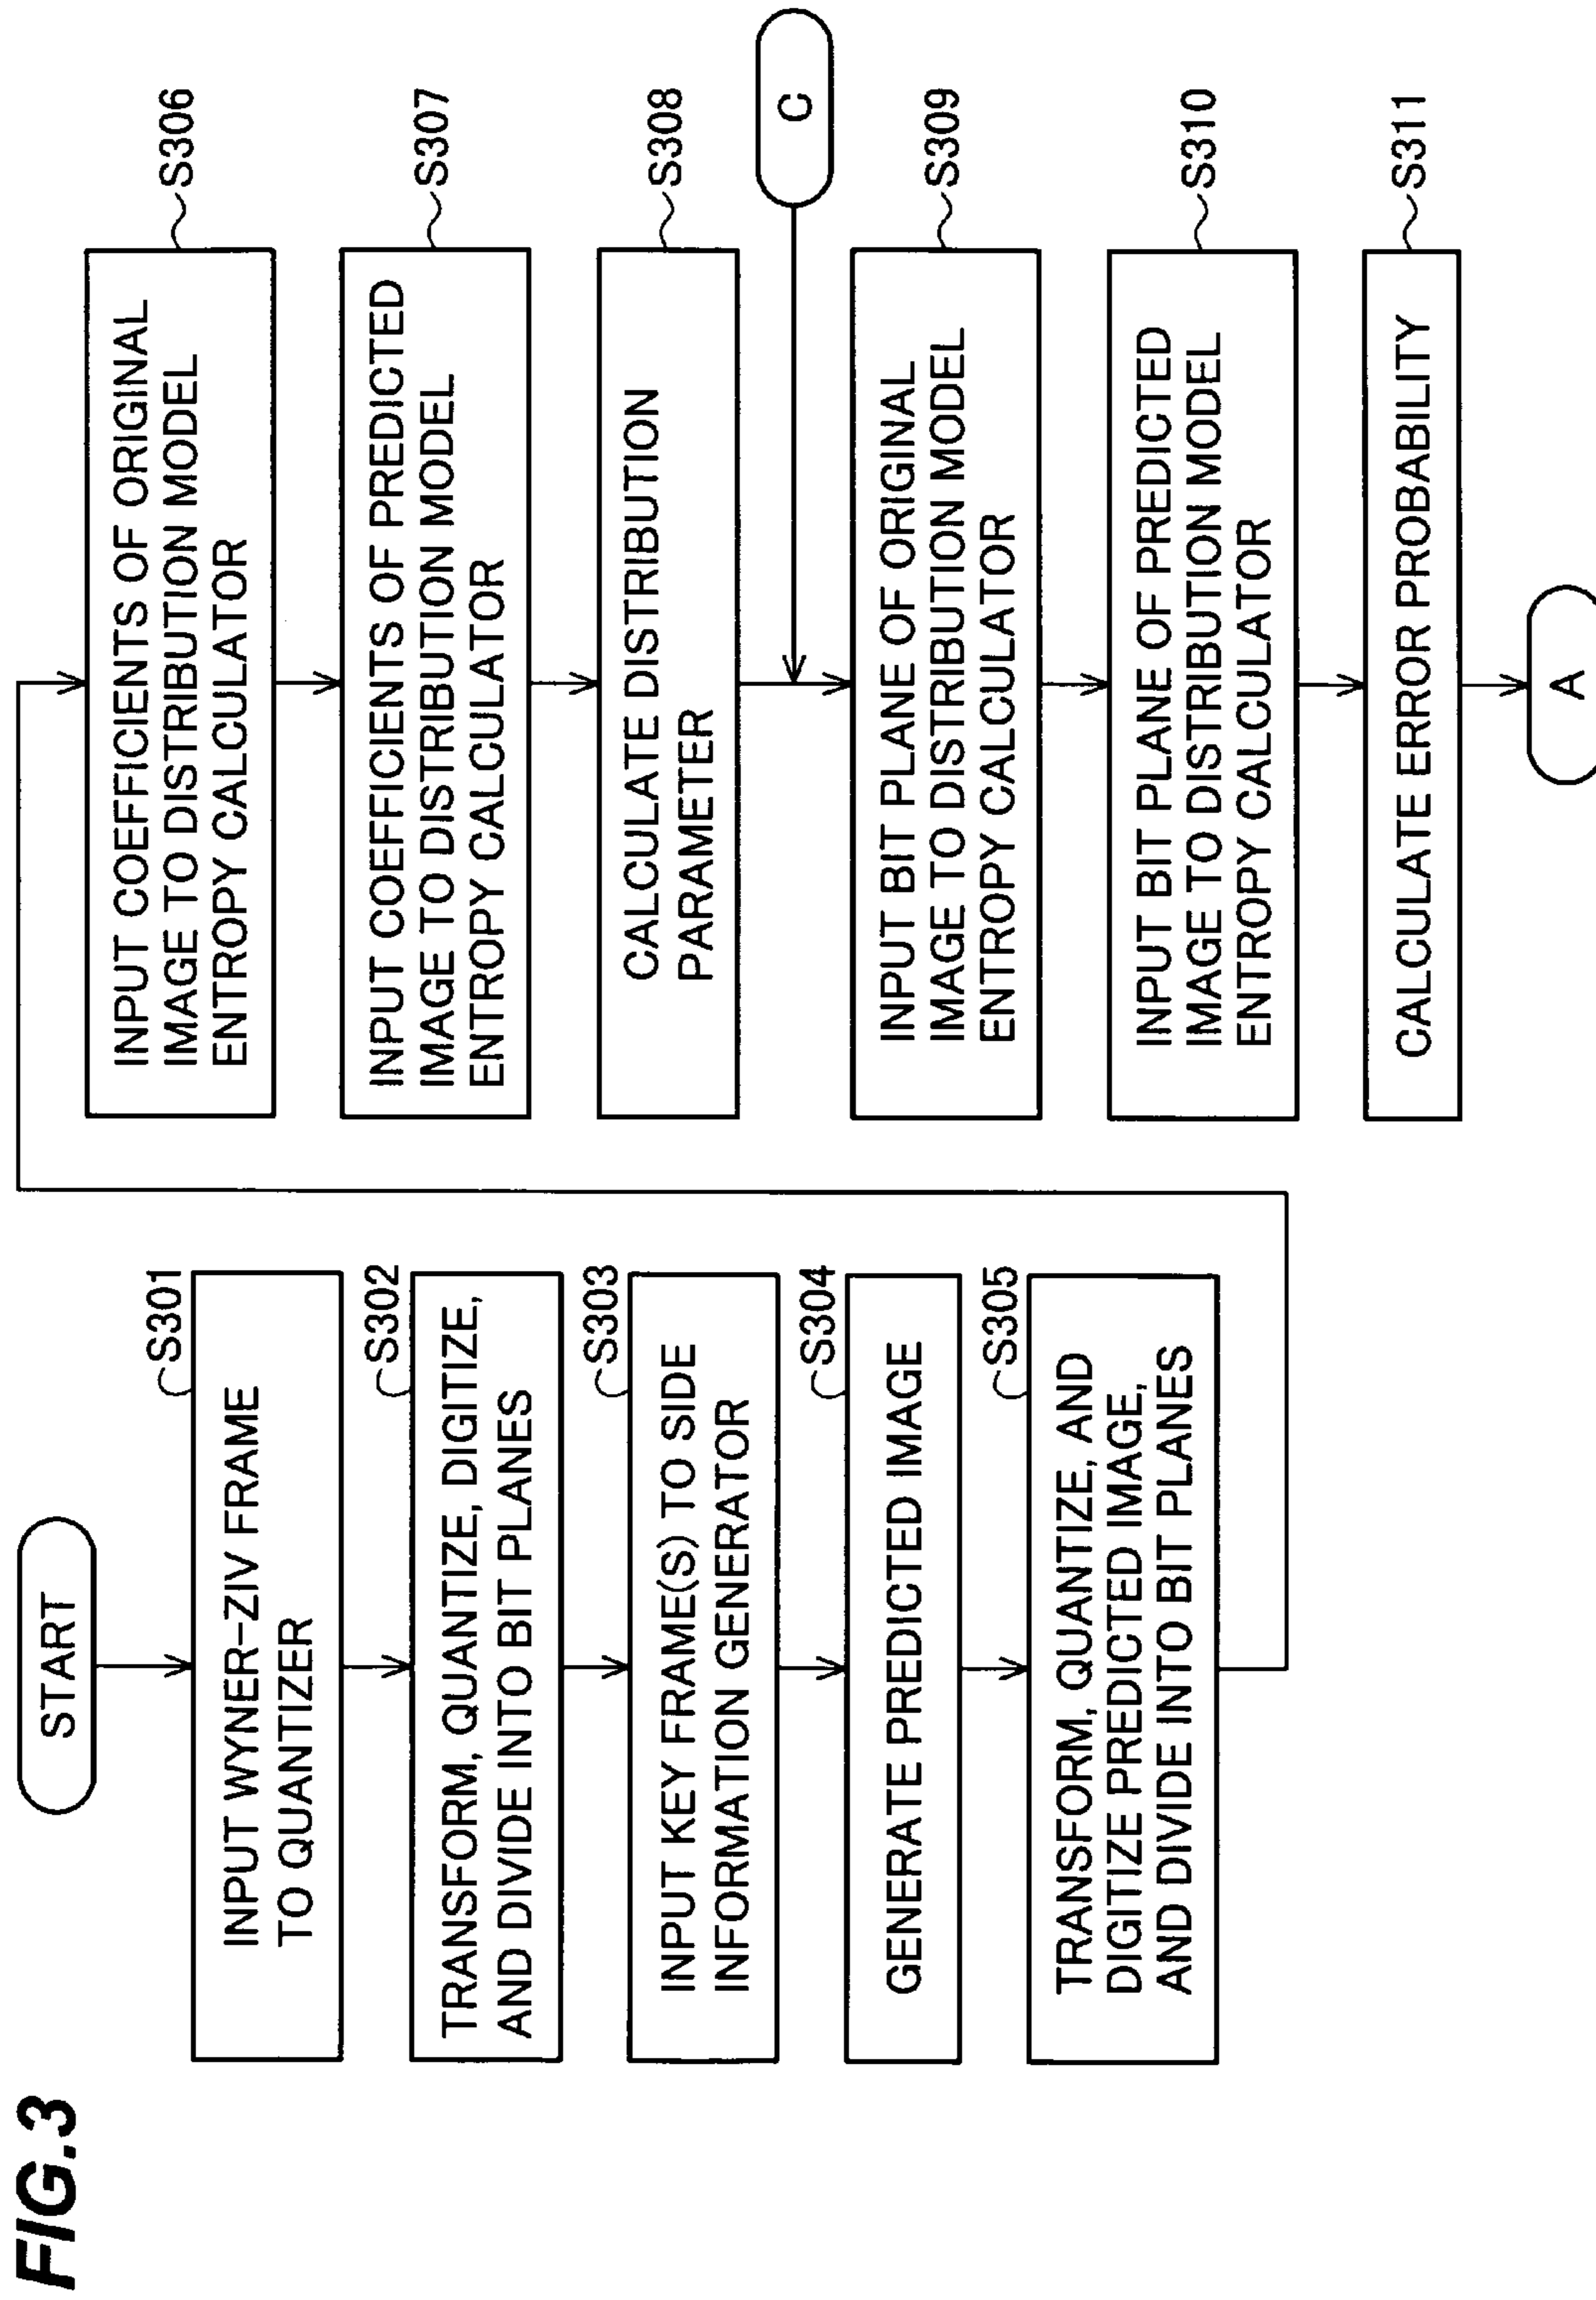 FIG.3
START
S301
INPUT WYNER-ZIV FRAME
TO QUANTIZER
S302
TRANSFORM, QUANTIZE, DIGITIZE,
AND DIVIDE INTO BIT PLANES
S303
INPUT KEY FRAME(S) TO SIDE
INFORMATION GENERATOR
S304
GENERATE PREDICTED IMAGE
S305
TRANSFORM, QUANTIZE, AND
DIGITIZE PREDICTED IMAGE,
AND DIVIDE INTO BIT PLANES
INPUT COEFFICIENTS OF ORIGINAL
IMAGE TO DISTRIBUTION MODEL
ENTROPY CALCULATOR
S306
INPUT COEFFICIENTS OF PREDICTED
IMAGE TO DISTRIBUTION MODEL
ENTROPY CALCULATOR
S307
CALCULATE DISTRIBUTION
PARAMETER
S308
C
INPUT BIT PLANE OF ORIGINAL
IMAGE TO DISTRIBUTION MODEL
ENTROPY CALCULATOR
S309
INPUT BIT PLANE OF PREDICTED
IMAGE TO DISTRIBUTION MODEL
ENTROPY CALCULATOR
S310
CALCULATE ERROR PROBABILITY
S311
A